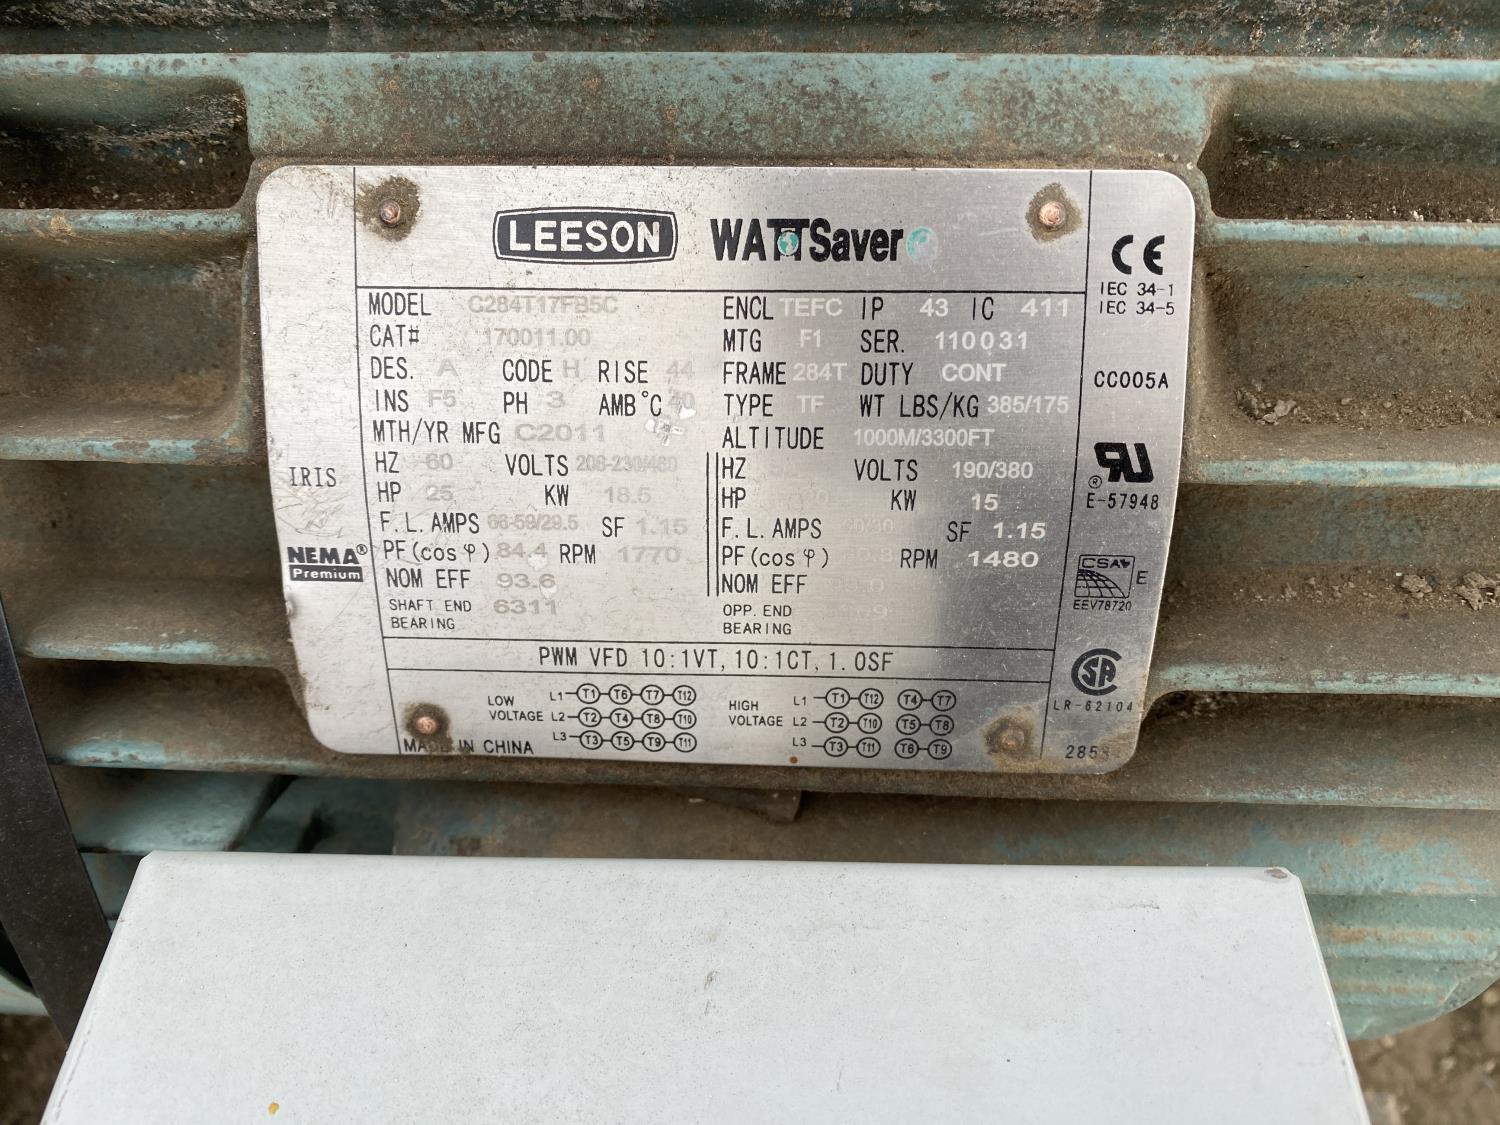 LEESON WATTSaver
MODEL C284T17FB5C
CAT# 170011.00
DES. A CODE H RISE 44
INS F5 PH 3 AMB°C 40
MTH/YR MFG C2011
HZ 60 VOLTS 208-230/460
HP 25 KW 18.5
F.L. AMPS 66-59/29.5 SF 1.15
PF(cos φ) 84.4 RPM 1770
NOM EFF 93.6
SHAFT END BEARING 6311
ENCL TEFC IP 43 IC 411
MTG F1 SER. 110031
FRAME 284T DUTY CONT
TYPE TF WT LBS/KG 385/175
ALTITUDE 1000M/3300FT
HZ VOLTS 190/380
HP KW 15
F.L. AMPS SF 1.15
PF(cos φ) RPM 1480
NOM EFF
OPP. END
BEARING
PWM VFD 10:1VT, 10:1CT, 1.0SF
LOW VOLTAGE
L1-T1-T6-T7-T12
L2-T2-T4-T8-T10
L3-T3-T5-T9-T11
HIGH VOLTAGE
L1-T1-T12 T4-T7
L2-T2-T10 T5-T8
L3-T3-T11 T6-T9
MADE IN CHINA
IRIS
NEMA®
Premium
CE
IEC 34-1
IEC 34-5
CC005A
®
E-57948
CSA E
EEV78720
SA
LR-62104